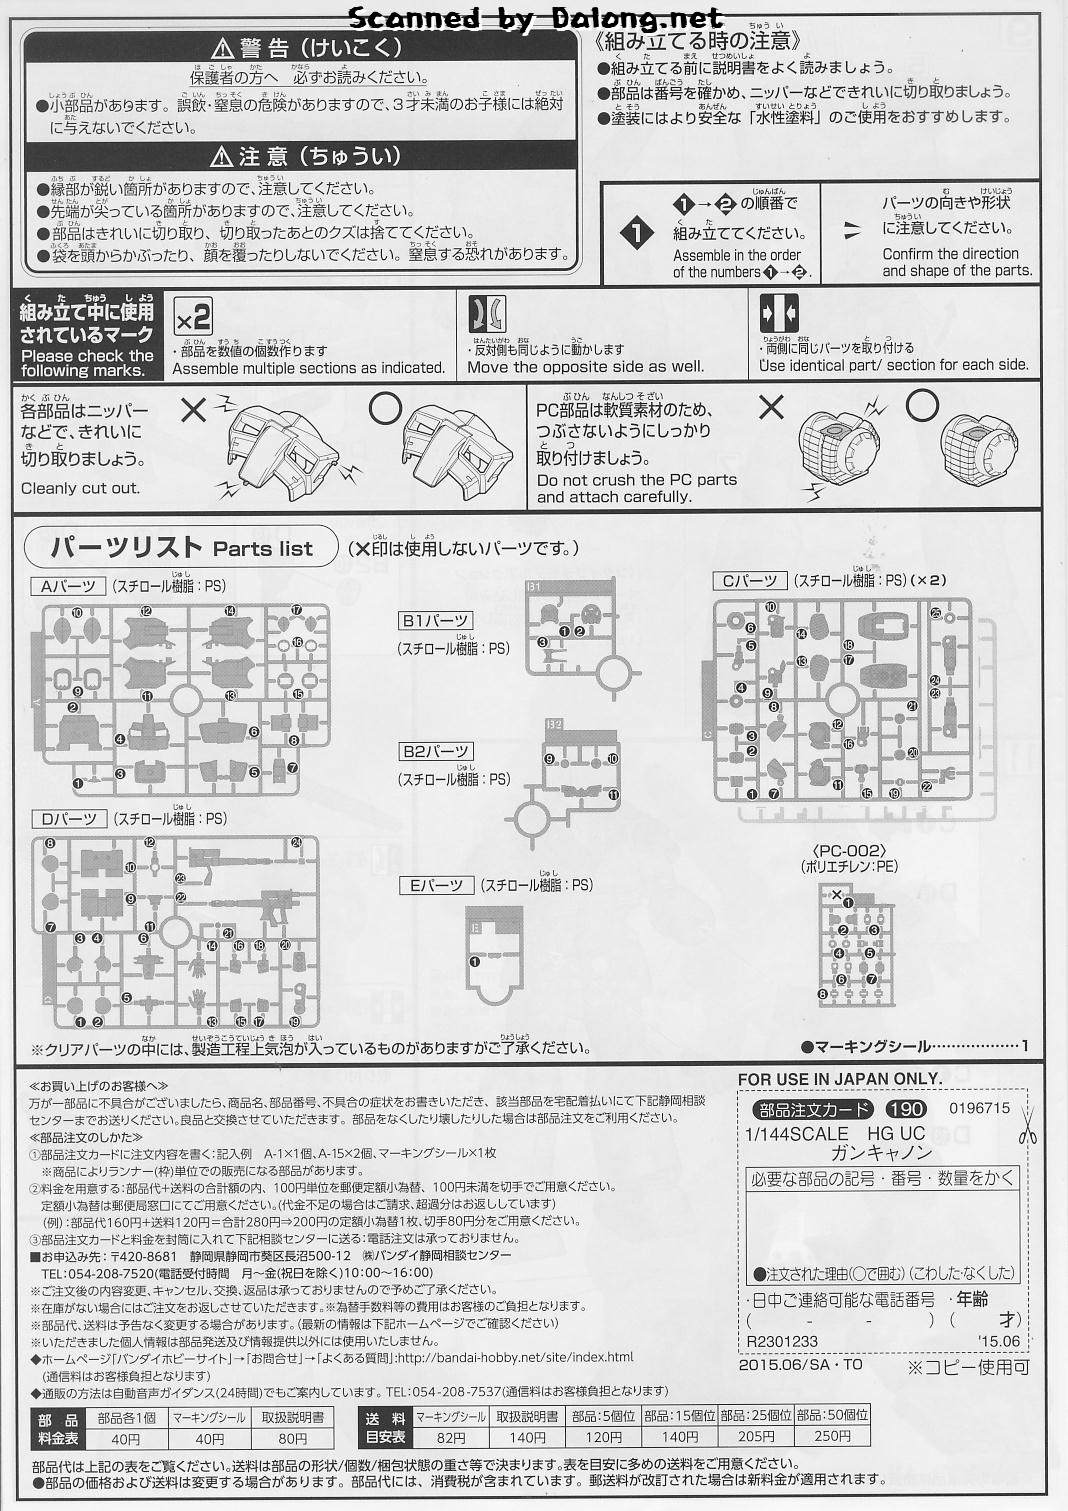 Scanned by Dalong.net
警告（けいこく）
保護者の方へ 必ずお読みください。
●小部品があります。誤飲・窒息の危険がありますので、3才未満のお子様には絶対
に与えないでください。
注意（ちゅうい）
●縁部が鋭い箇所がありますので、注意してください。
●先端が尖っている箇所がありますので、注意してください。
●部品はきれいに切り取り、切り取ったあとのクズは捨ててください。
●袋を頭からかぶったり、顔を覆ったりしないでください。窒息する恐れがあります。
《組み立てる時の注意》
●組み立てる前に説明書をよく読みましょう。
●部品は番号を確かめ、ニッパーなどできれいに切り取りましょう。
●塗装にはより安全な「水性塗料」のご使用をおすすめします。
1
❶→❷の順番で
組み立ててください。
Assemble in the order
of the numbers❶→❷.
パーツの向きや形状
に注意してください。
Confirm the direction
and shape of the parts.
組み立て中に使用
されているマーク
Please check the
following marks.
×2
・部品を数値の個数作ります
Assemble multiple sections as indicated.
・反対側も同じように動かします
Move the opposite side as well.
・両側に同じパーツを取り付ける
Use identical part/ section for each side.
各部品はニッパー
などで、きれいに
切り取りましょう。
Cleanly cut out.
PC部品は軟質素材のため、
つぶさないようにしっかり
取り付けましょう。
Do not crush the PC parts
and attach carefully.
パーツリスト Parts list （✕印は使用しないパーツです。）
Aパーツ （スチロール樹脂：PS）
B1パーツ
（スチロール樹脂：PS）
B1
B2パーツ
（スチロール樹脂：PS）
B2
Cパーツ （スチロール樹脂：PS）（×2）
Dパーツ （スチロール樹脂：PS）
Eパーツ （スチロール樹脂：PS）
E
〈PC-002〉
（ポリエチレン：PE）
※クリアパーツの中には、製造工程上気泡が入っているものがありますがご了承ください。
●マーキングシール………………1
≪お買い上げのお客様へ≫
万が一部品に不具合がございましたら、商品名、部品番号、不具合の症状をお書きいただき、該当部品を宅配着払いにて下記静岡相談
センターまでお送りください。良品と交換させていただきます。部品をなくしたり壊したりした場合は部品注文をご利用ください。
≪部品注文のしかた≫
①部品注文カードに注文内容を書く：記入例 A-1×1個、A-15×2個、マーキングシール×1枚
※商品によりランナー（枠）単位での販売になる部品があります。
②料金を用意する：部品代+送料の合計額の内、100円単位を郵便定額小為替、100円未満を切手でご用意ください。
定額小為替は郵便局窓口にてご用意ください。（代金不足の場合はご請求、超過分はお返ししています）
（例）：部品代160円+送料120円＝合計280円⇒200円の定額小為替1枚、切手80円分をご用意ください。
③部品注文カードと料金を封筒に入れて下記相談センターに送る：電話注文は承っておりません。
■お申込み先：〒420-8681 静岡県静岡市葵区長沼500-12 ㈱バンダイ静岡相談センター
TEL：054-208-7520（電話受付時間 月～金（祝日を除く）10：00～16：00）
※ご注文後の内容変更、キャンセル、交換、返品は承っておりませんので予めご了承ください。
※在庫がない場合にはご注文をお返しさせていただきます。※為替手数料等の費用はお客様のご負担となります。
※部品代、送料は予告なく変更する場合があります。（最新の情報は下記ホームページでご確認ください）
※いただきました個人情報は部品発送及び情報提供以外には使用いたしません。
◆ホームページ「バンダイホビーサイト」→「お問合せ」→「よくある質問」：http://bandai-hobby.net/site/index.html
（通信料はお客様負担となります）
◆通販の方法は自動音声ガイダンス（24時間）でもご案内しています。TEL：054-208-7537（通信料はお客様負担となります）
FOR USE IN JAPAN ONLY.
部品注文カード 190 0196715
1/144SCALE HG UC
ガンキャノン
必要な部品の記号・番号・数量をかく
●注文された理由（○で囲む）（こわした・なくした）
・日中ご連絡可能な電話番号 ・年齢
（ - - ）（ 才）
R2301233 '15.06
2015.06/SA・TO ※コピー使用可
部品料金表 部品各1個 マーキングシール 取扱説明書
40円 40円 80円
送料目安表 マーキングシール 取扱説明書 部品：5個位 部品：15個位 部品：25個位 部品：50個位
82円 140円 120円 140円 205円 250円
部品代は上記の表をご覧ください。送料は部品の形状/個数/梱包状態の重さ等で決まります。表を目安に多めの送料をご用意ください。
●部品の価格および送料は変更する場合があります。部品代には、消費税が含まれています。郵送料が改訂された場合は新料金が適用されます。